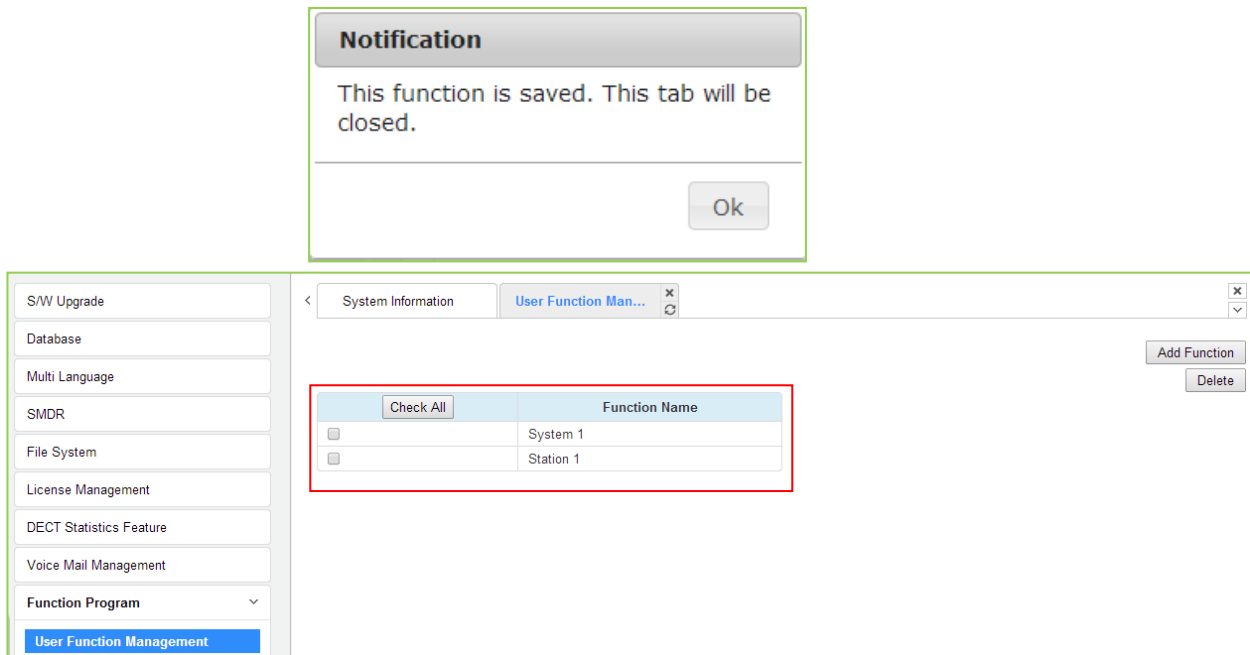 Notification
This function is saved. This tab will be
closed.
Ok
S/W Upgrade
Database
Multi Language
SMDR
File System
License Management
DECT Statistics Feature
Voice Mail Management
Function Program
User Function Management
System Information
User Function Man...
Add Function
Delete
Check All Function Name
System 1
Station 1